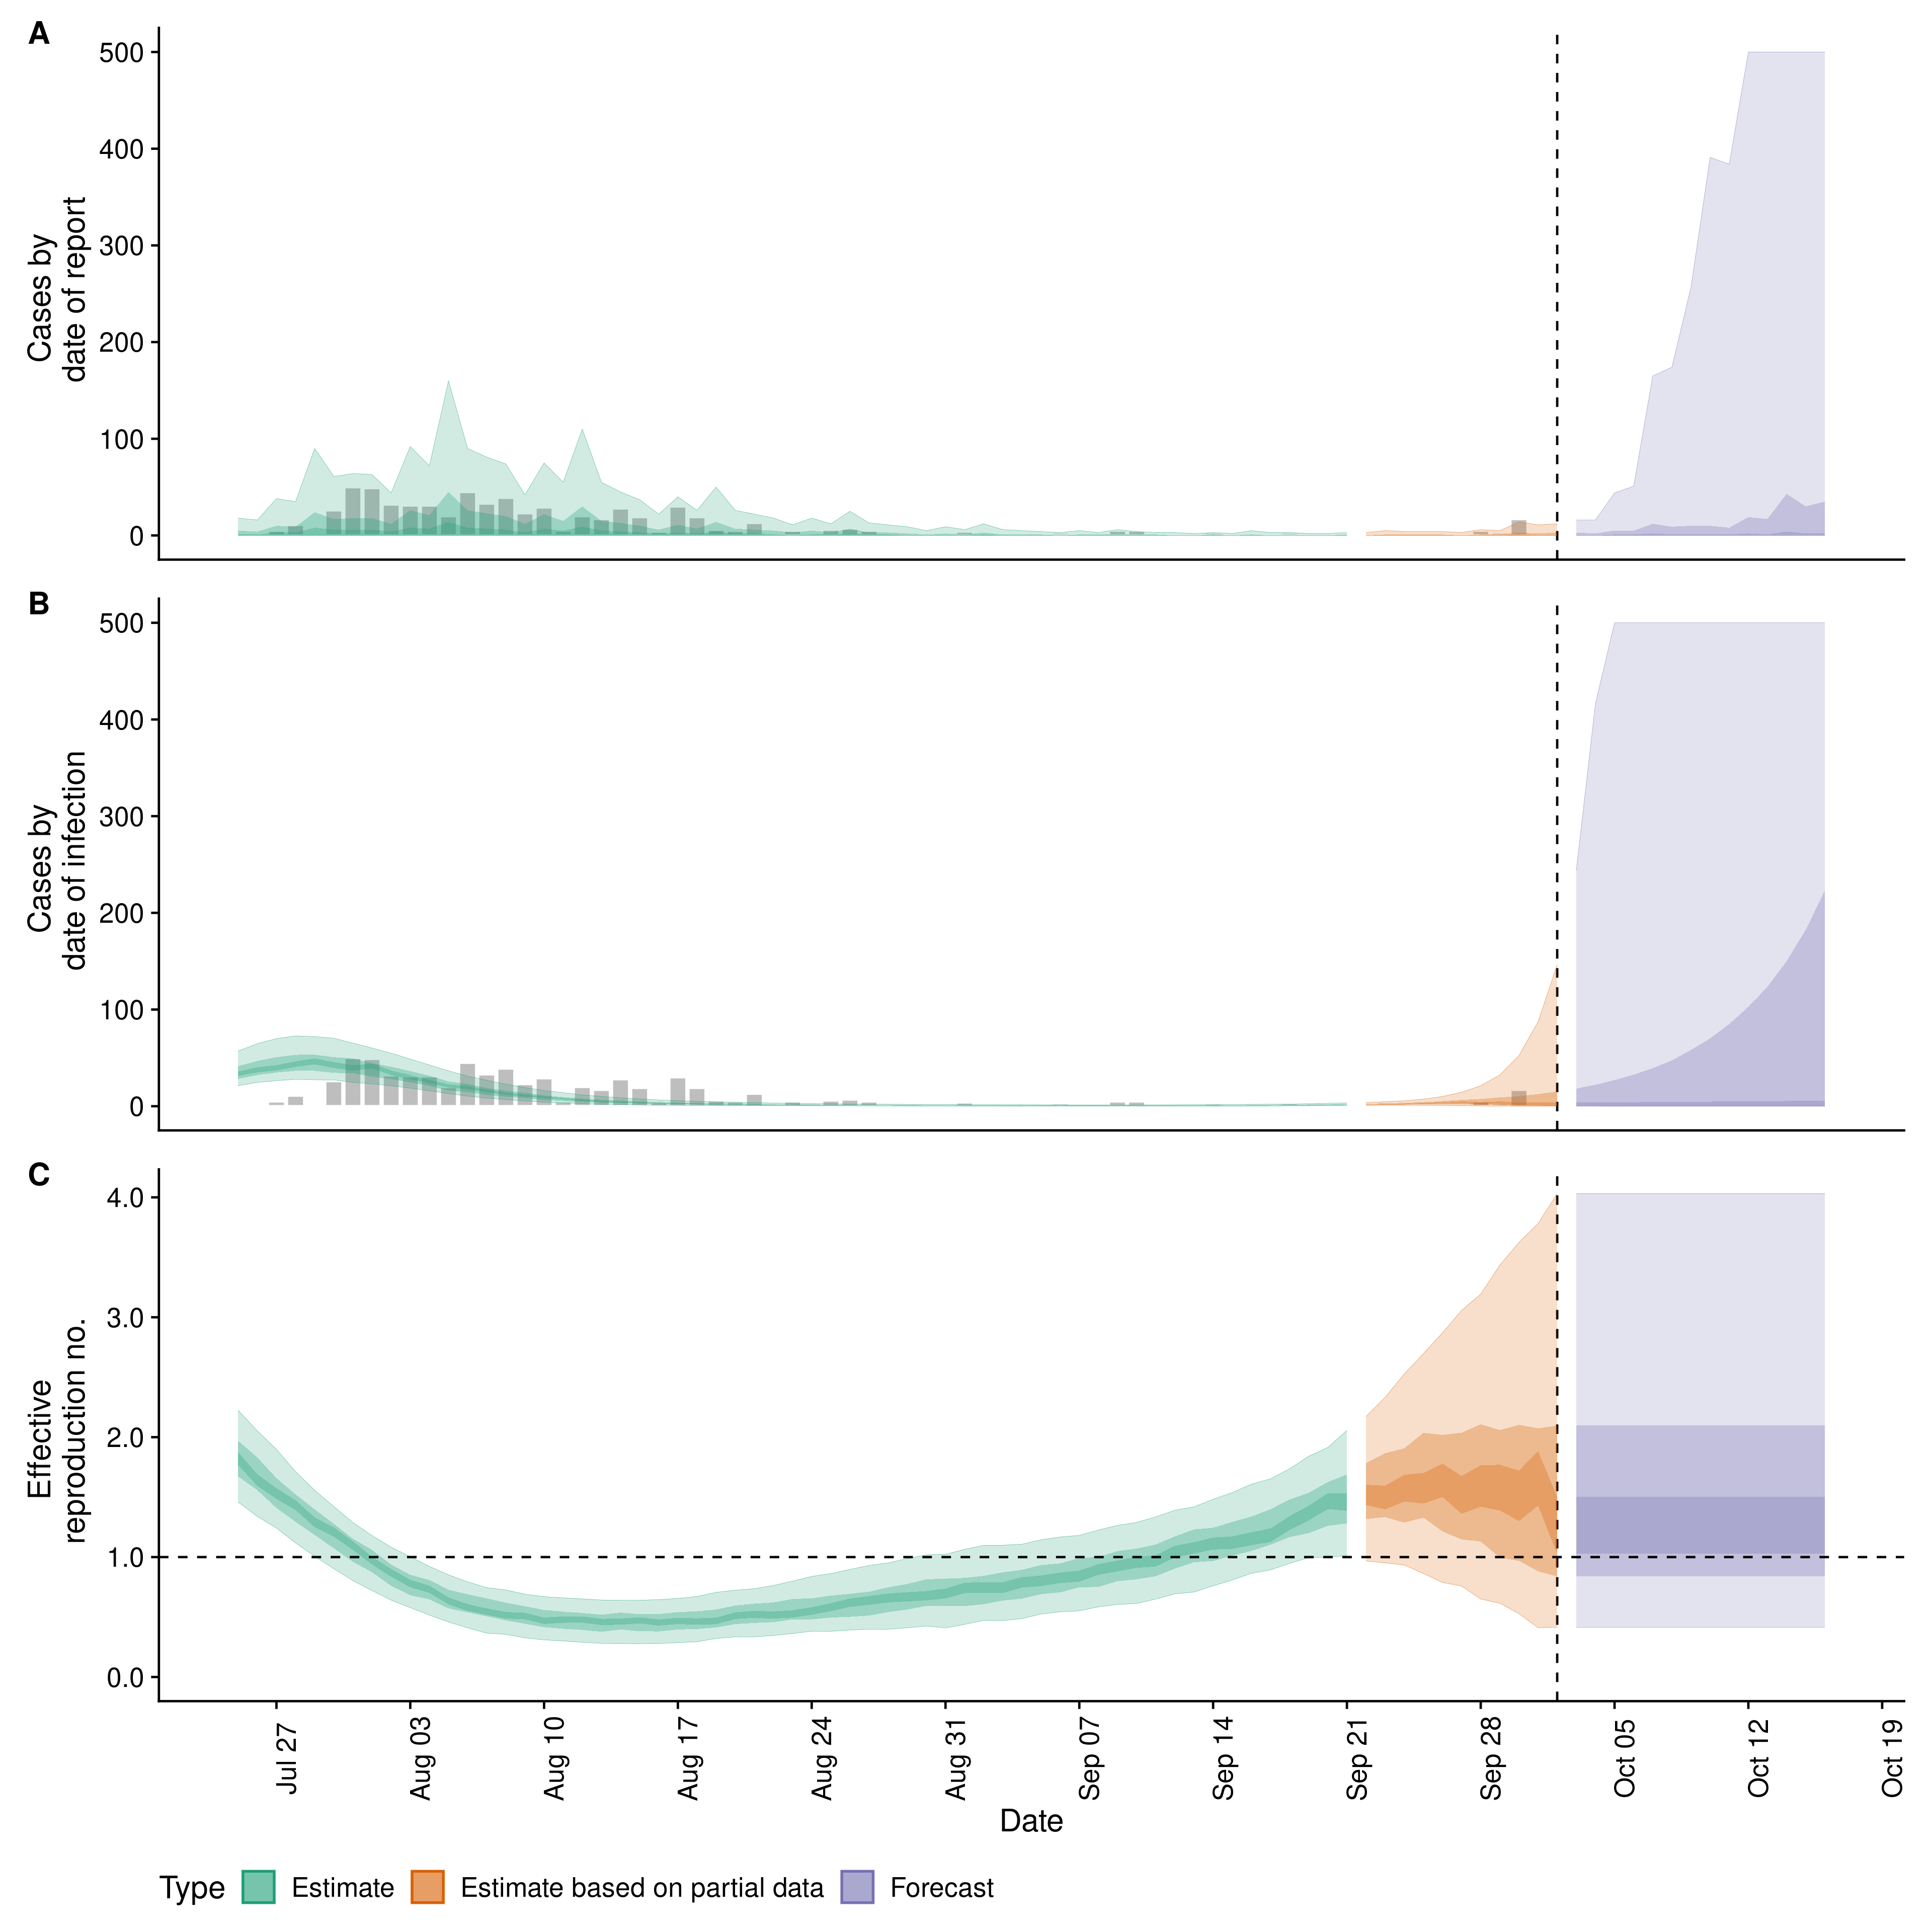 A
500
400
300
200
100
0
Cases by
date of report
B
500
400
300
200
100
0
Cases by
date of infection
C
4.0
3.0
2.0
1.0
0.0
Effective
reproduction no.
Jul 27
Aug 03
Aug 10
Aug 17
Aug 24
Aug 31
Sep 07
Sep 14
Sep 21
Sep 28
Oct 05
Oct 12
Oct 19
Date
Type Estimate Estimate based on partial data Forecast